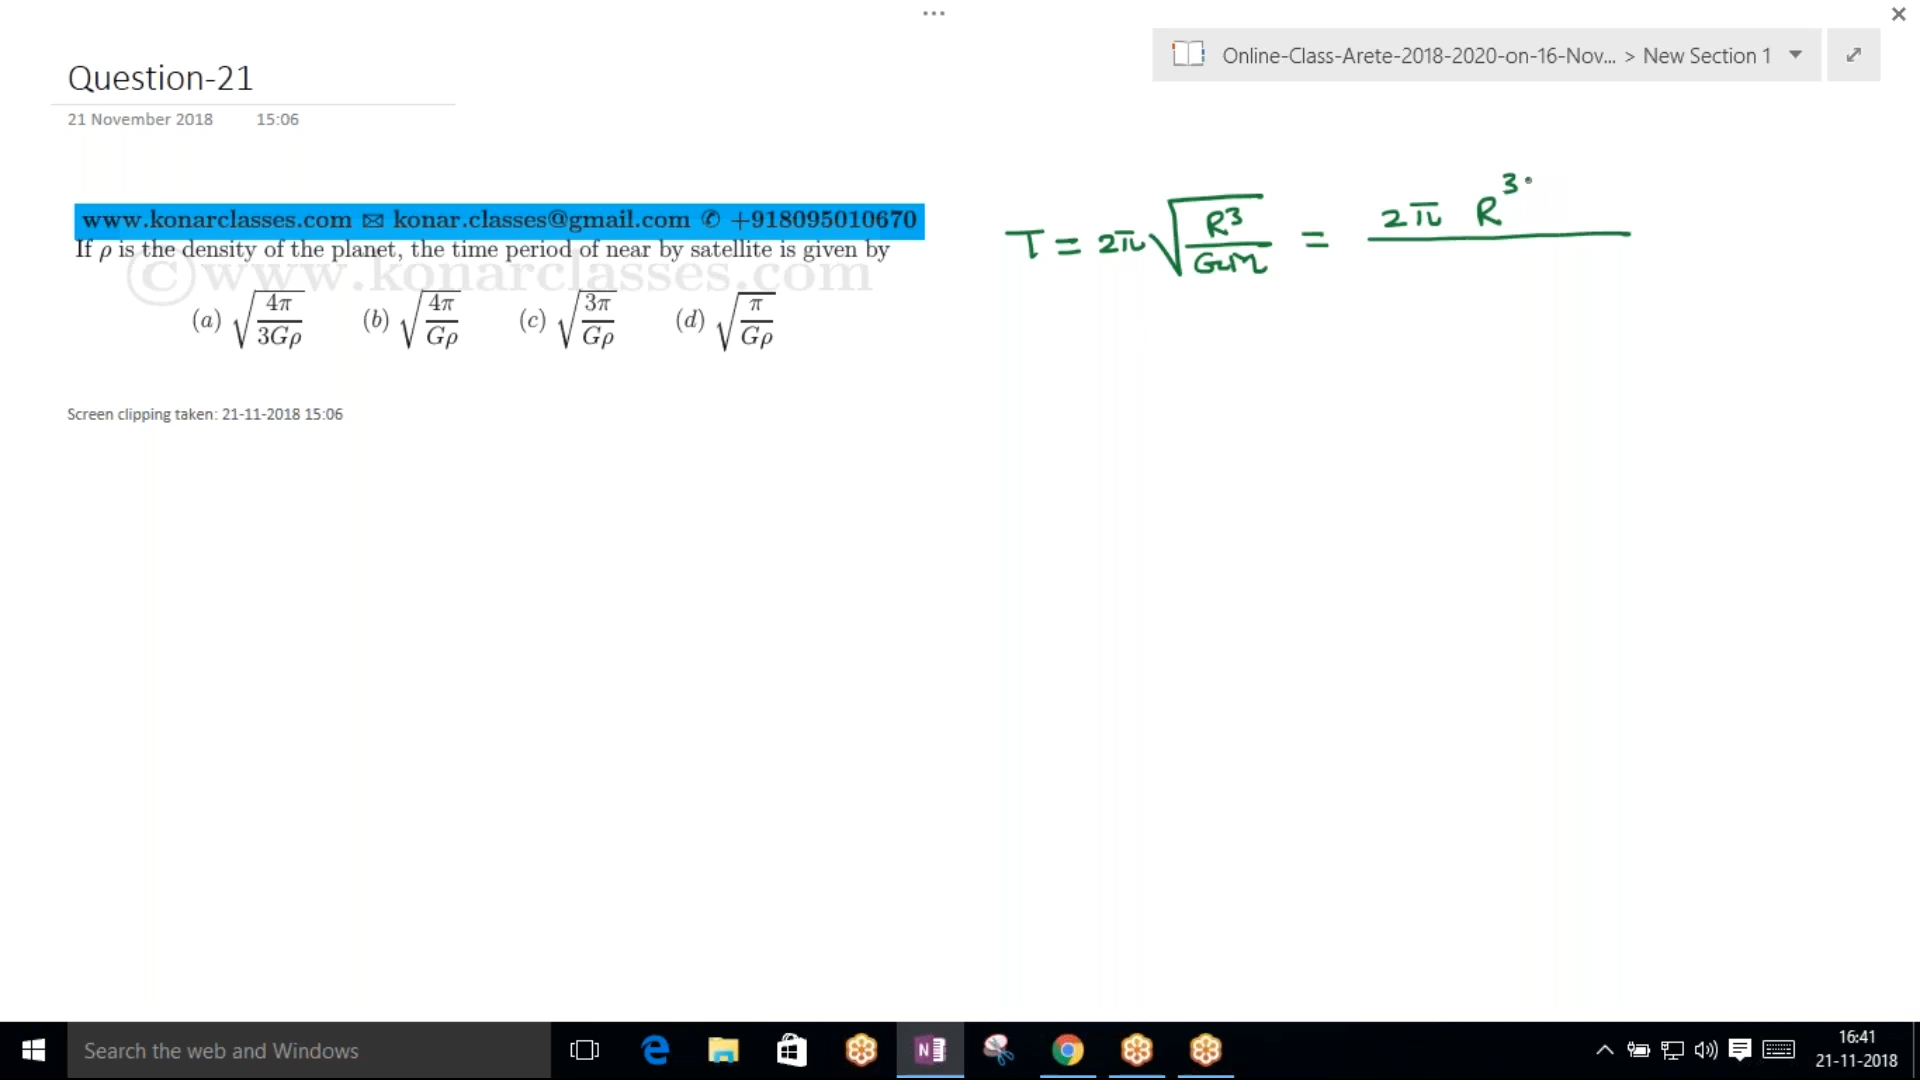 ...
Online-Class-Arete-2018-2020-on-16-Nov... > New Section 1
Question-21
21 November 2018 15:06
www.konarclasses.com ✉ konar.classes@gmail.com ✆ +918095010670
If ρ is the density of the planet, the time period of near by satellite is given by
©www.konarclasses.com
(a) √(4π/3Gρ) (b) √(4π/Gρ) (c) √(3π/Gρ) (d) √(π/Gρ)
Screen clipping taken: 21-11-2018 15:06
T = 2π √(R³/GM) = 2π R³·
Search the web and Windows
16:41
21-11-2018